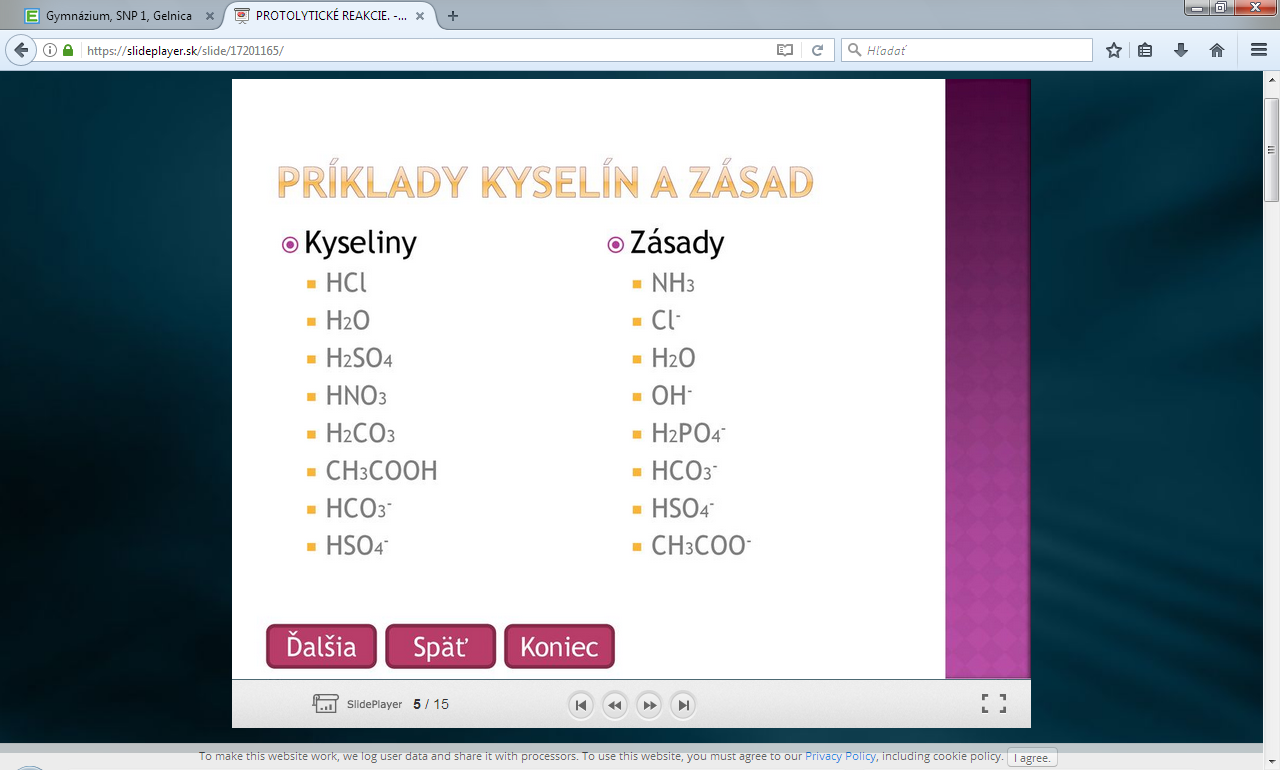 Gymnázium, SNP 1, Gelnica
PROTOLYTICKÉ REAKCIE. -...
https://slideplayer.sk/slide/17201165/
Hľadať
PRÍKLADY KYSELÍN A ZÁSAD
Kyseliny
HCl
H2O
H2SO4
HNO3
H2CO3
CH3COOH
HCO3-
HSO4-
Zásady
NH3
Cl-
H2O
OH-
H2PO4-
HCO3-
HSO4-
CH3COO-
Ďalšia
Späť
Koniec
SlidePlayer 5 / 15
To make this website work, we log user data and share it with processors. To use this website, you must agree to our Privacy Policy, including cookie policy. I agree.